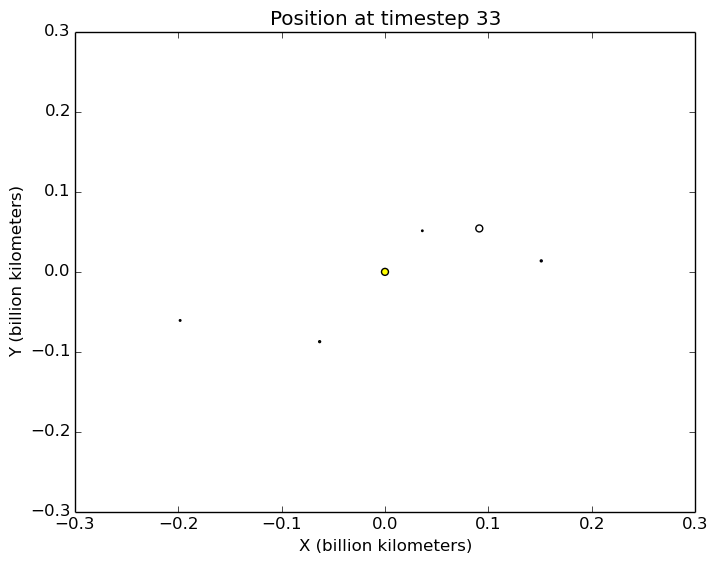 Position at timestep 33
0.3
0.2
0.1
0.0
−0.1
−0.2
−0.3
Y (billion kilometers)
−0.3 −0.2 −0.1 0.0 0.1 0.2 0.3
X (billion kilometers)